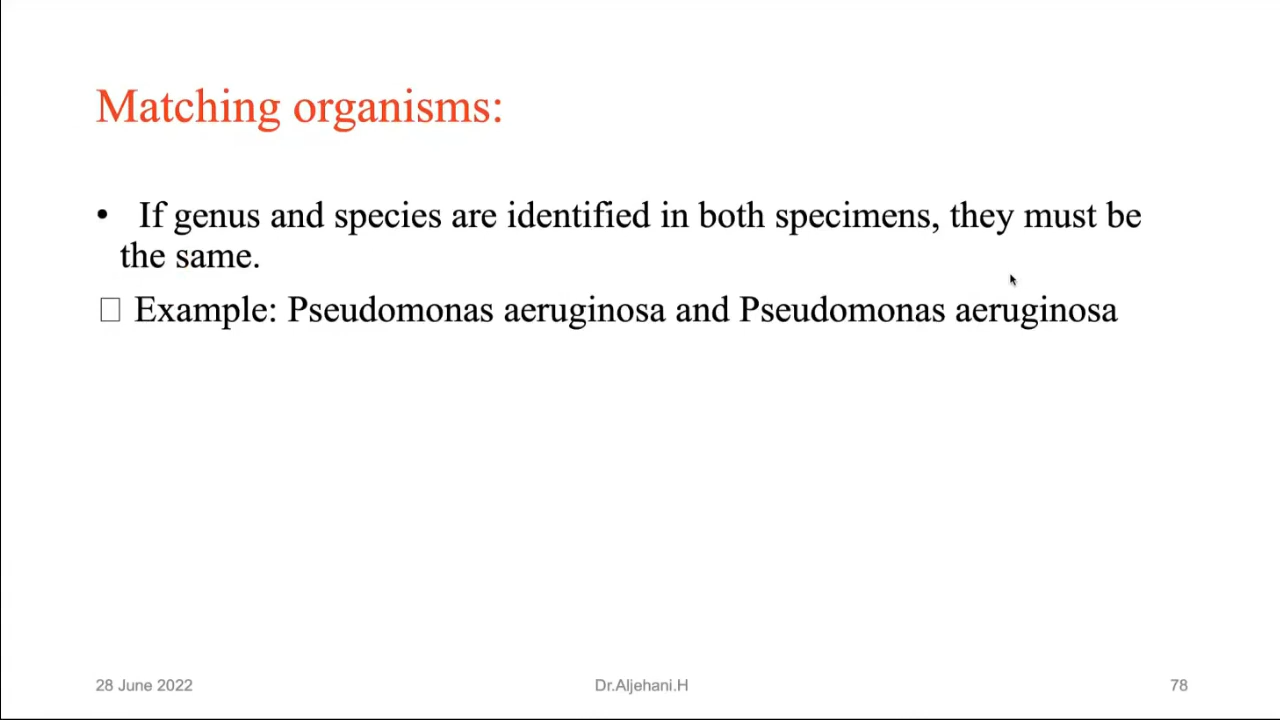 Matching organisms:
• If genus and species are identified in both specimens, they must be
the same.
□ Example: Pseudomonas aeruginosa and Pseudomonas aeruginosa
28 June 2022
Dr.Aljehani.H
78